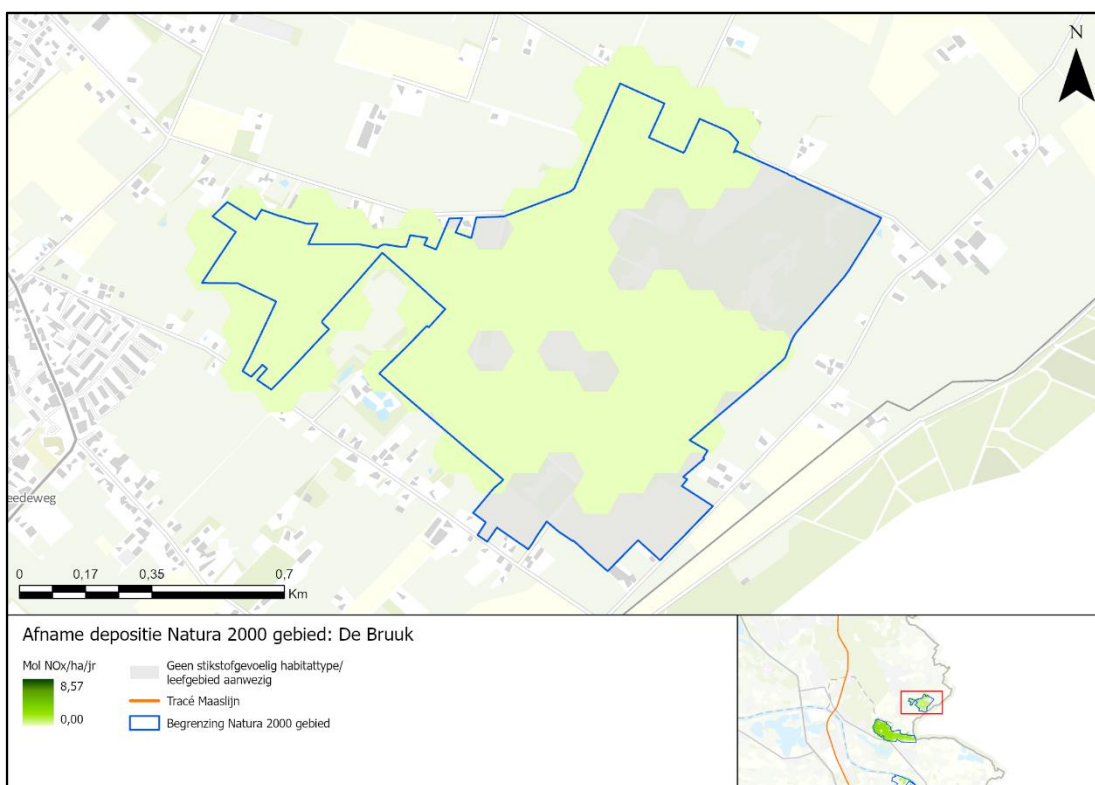 N
eedeweg
0 0,17 0,35 0,7
Km
Afname depositie Natura 2000 gebied: De Bruuk
Mol NOx/ha/jr
8,57
0,00
Geen stikstofgevoelig habitattype/
leefgebied aanwezig
Tracé Maaslijn
Begrenzing Natura 2000 gebied